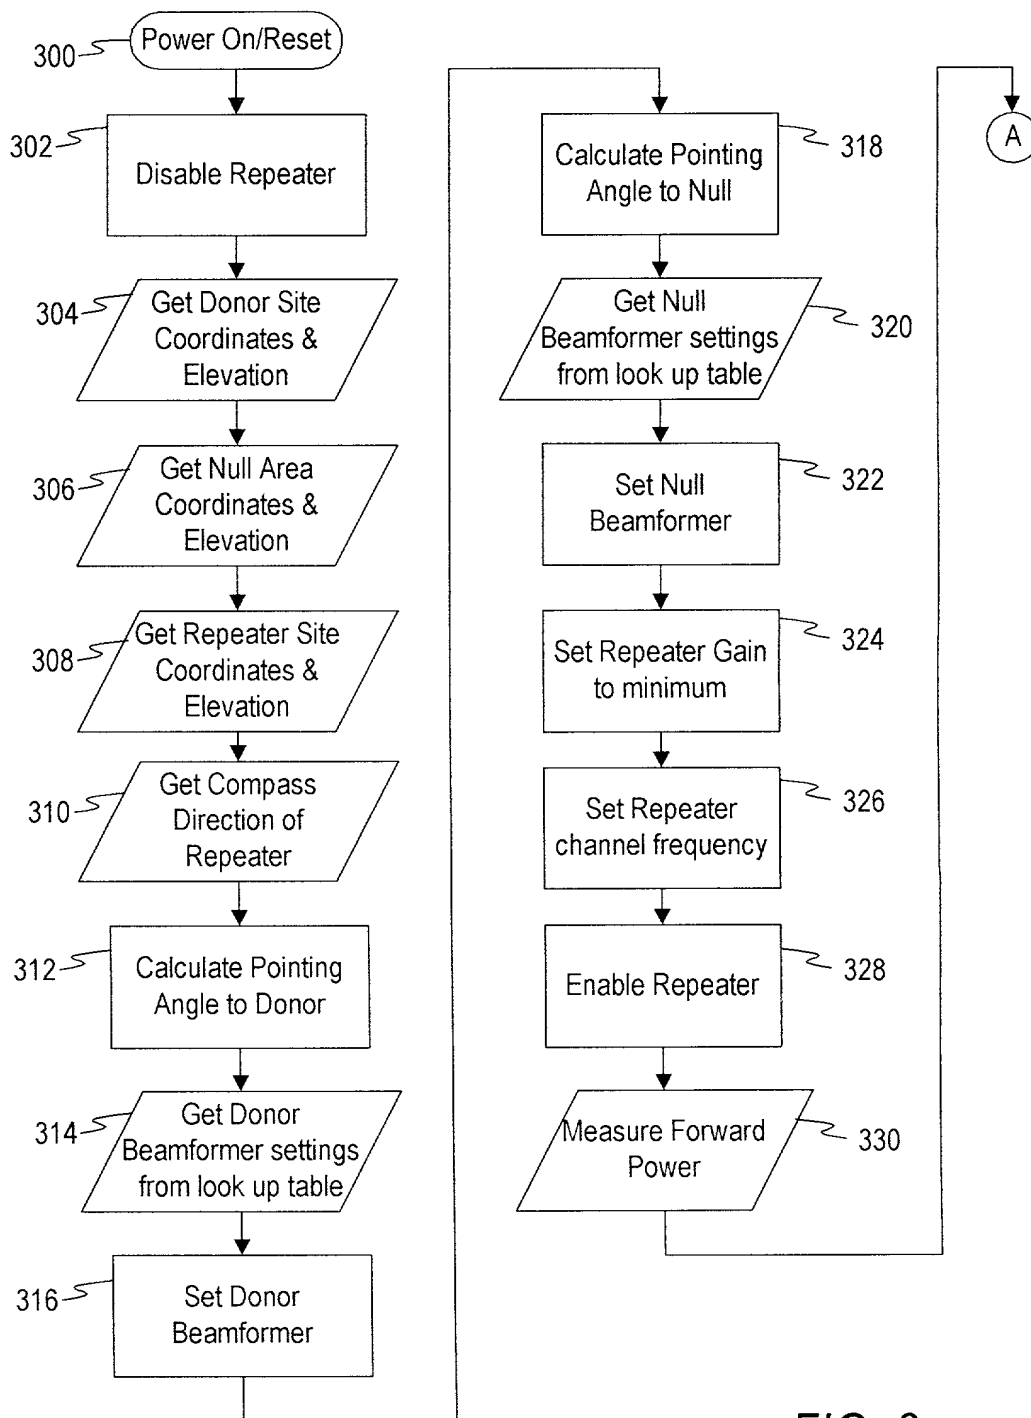 300
Power On/Reset
302
Disable Repeater
304
Get Donor Site
Coordinates &
Elevation
306
Get Null Area
Coordinates &
Elevation
308
Get Repeater Site
Coordinates &
Elevation
310
Get Compass
Direction of
Repeater
312
Calculate Pointing
Angle to Donor
314
Get Donor
Beamformer settings
from look up table
316
Set Donor
Beamformer
318
Calculate Pointing
Angle to Null
320
Get Null
Beamformer settings
from look up table
322
Set Null
Beamformer
324
Set Repeater Gain
to minimum
326
Set Repeater
channel frequency
328
Enable Repeater
330
Measure Forward
Power
A